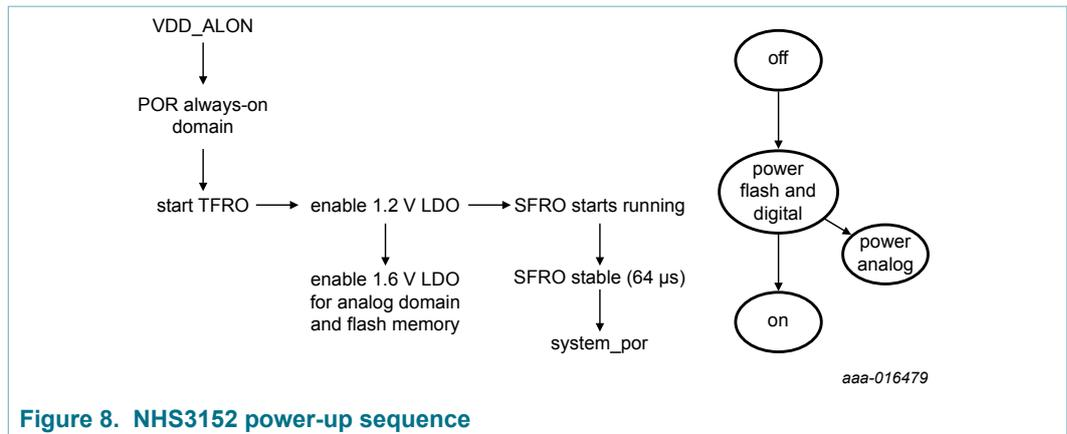 VDD_ALON
POR always-on
domain
start TFRO
enable 1.2 V LDO
SFRO starts running
enable 1.6 V LDO
for analog domain
and flash memory
SFRO stable (64 µs)
system_por
off
power
flash and
digital
power
analog
on
aaa-016479
Figure 8. NHS3152 power-up sequence